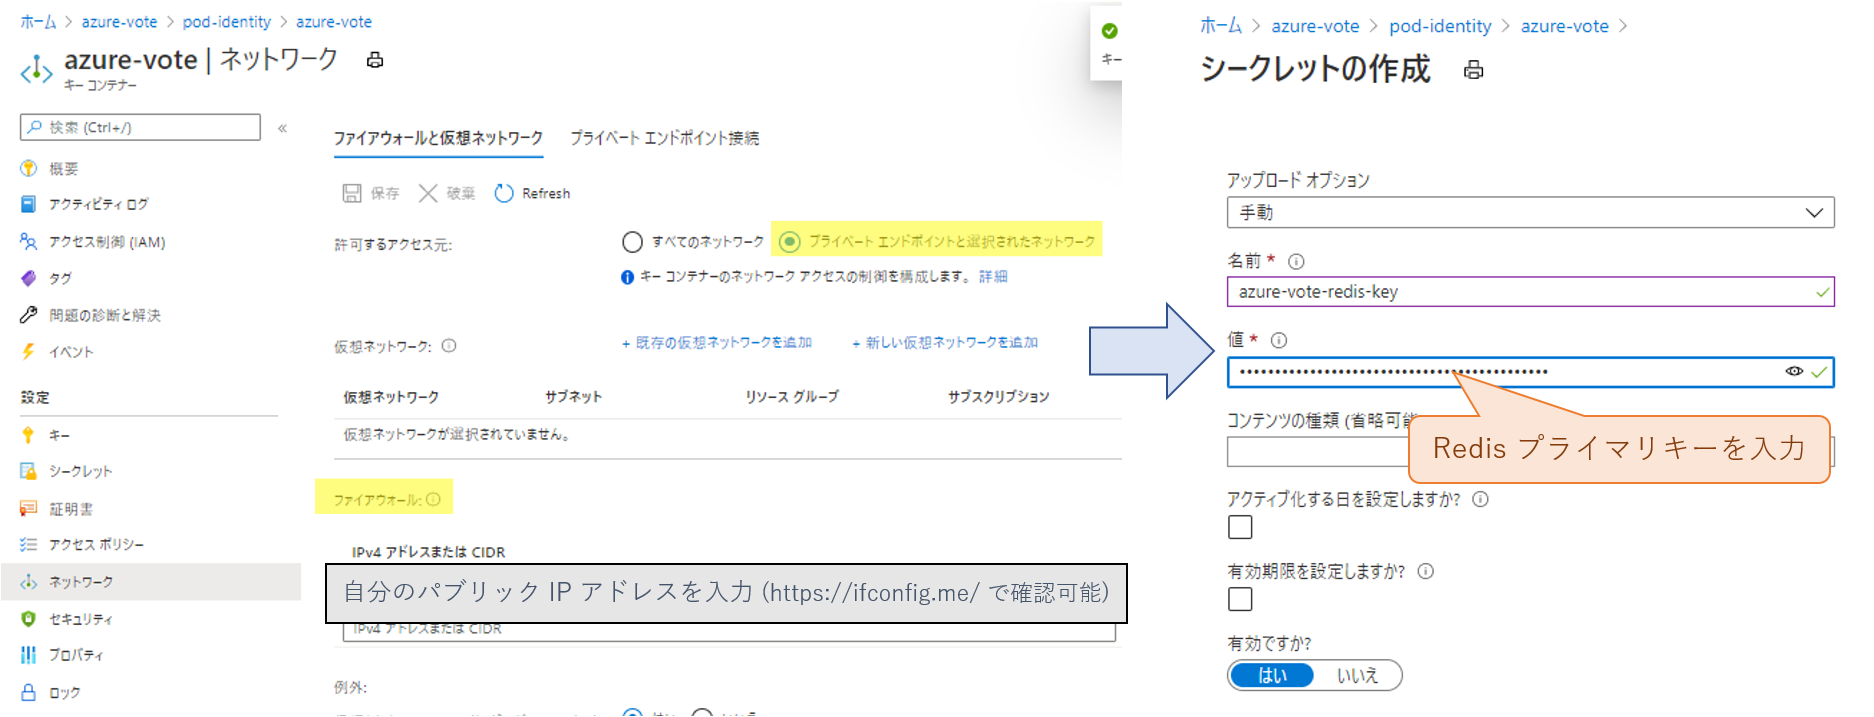 ホーム > azure-vote > pod-identity > azure-vote
azure-vote | ネットワーク
キー コンテナー
検索 (Ctrl+/)
«
概要
アクティビティ ログ
アクセス制御 (IAM)
タグ
問題の診断と解決
イベント
設定
キー
シークレット
証明書
アクセス ポリシー
ネットワーク
セキュリティ
プロパティ
ロック
キー
ファイアウォールと仮想ネットワーク プライベート エンドポイント接続
保存 破棄 Refresh
許可するアクセス元: すべてのネットワーク プライベート エンドポイントと選択されたネットワーク
キー コンテナーのネットワーク アクセスの制御を構成します。 詳細
仮想ネットワーク: + 既存の仮想ネットワークを追加 + 新しい仮想ネットワークを追加
仮想ネットワーク サブネット リソース グループ サブスクリプション
仮想ネットワークが選択されていません。
ファイアウォール:
IPv4 アドレスまたは CIDR
自分のパブリック IP アドレスを入力 (https://ifconfig.me/ で確認可能)
IPv4 アドレスまたは CIDR
例外:
ホーム > azure-vote > pod-identity > azure-vote >
シークレットの作成
アップロード オプション
手動
名前 *
azure-vote-redis-key
値 *
••••••••••••••••••••••••••••••••••••••••••••
コンテンツの種類 (省略可能
Redis プライマリキーを入力
アクティブ化する日を設定しますか?
有効期限を設定しますか?
有効ですか?
はい いいえ